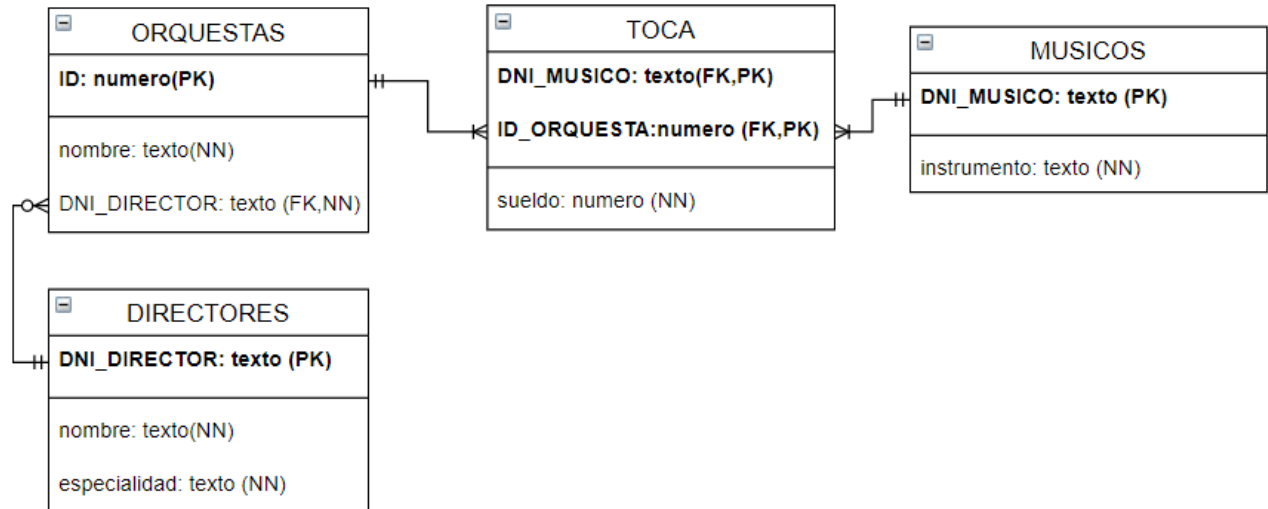 ORQUESTAS
ID: numero(PK)
nombre: texto(NN)
DNI_DIRECTOR: texto (FK,NN)
TOCA
DNI_MUSICO: texto(FK,PK)
ID_ORQUESTA:numero (FK,PK)
sueldo: numero (NN)
MUSICOS
DNI_MUSICO: texto (PK)
instrumento: texto (NN)
DIRECTORES
DNI_DIRECTOR: texto (PK)
nombre: texto(NN)
especialidad: texto (NN)